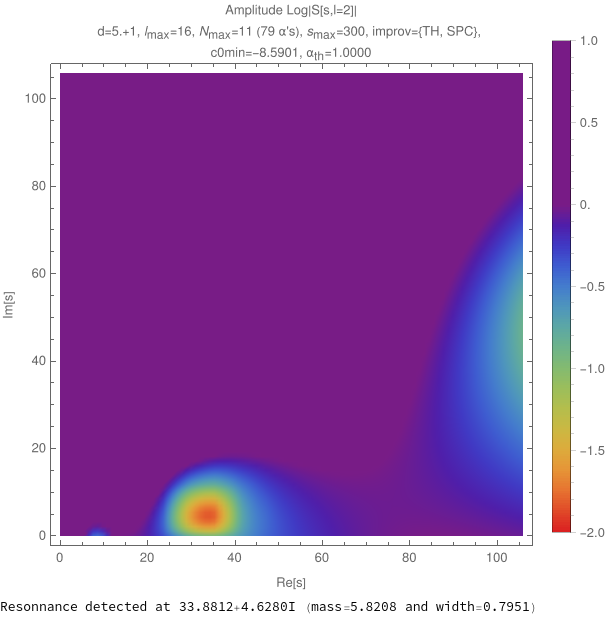 Amplitude Log|S[s,l=2]|
d=5.+1, lmax=16, Nmax=11 (79 α's), smax=300, improv={TH, SPC},
c0min=−8.5901, αth=1.0000
100
80
60
40
20
0
Im[s]
0 20 40 60 80 100
Re[s]
1.0
0.5
0.
−0.5
−1.0
−1.5
−2.0
Resonnance detected at 33.8812+4.6280I (mass=5.8208 and width=0.7951)